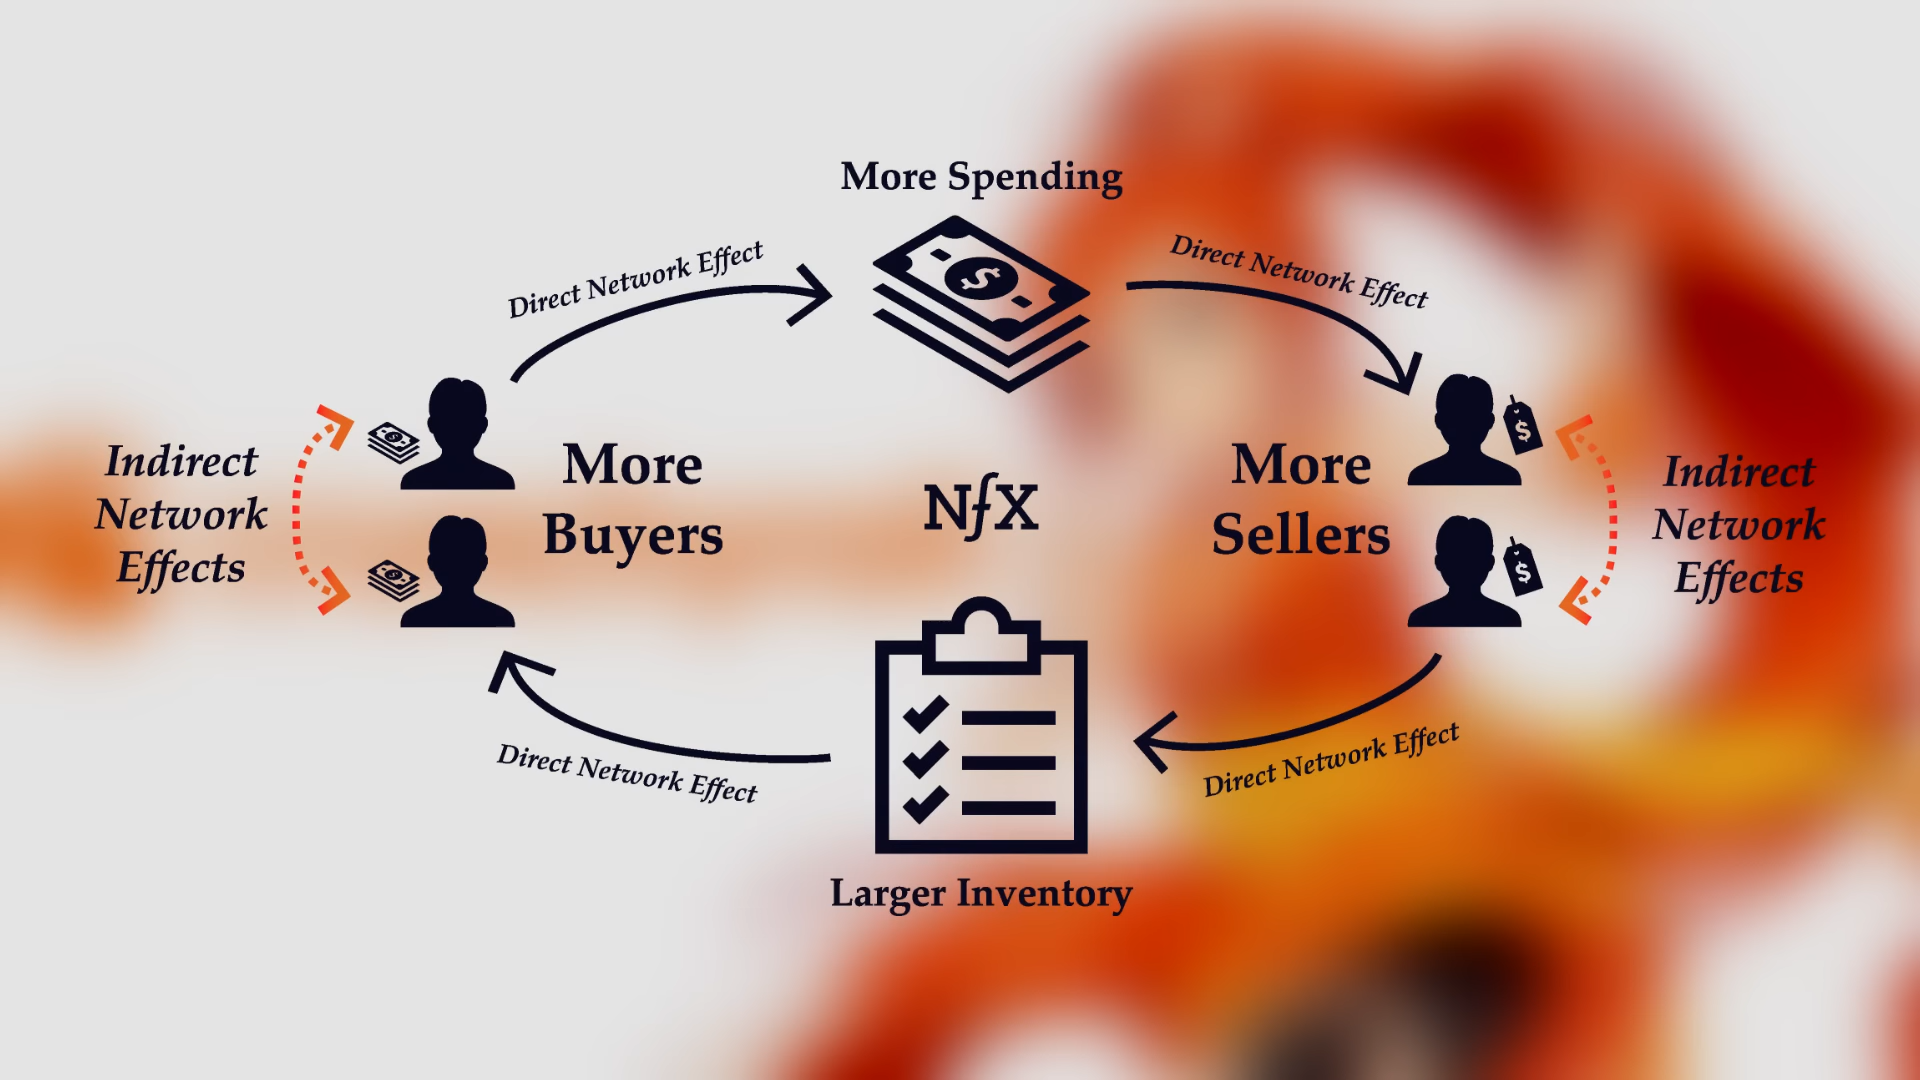 More Spending
Direct Network Effect
Direct Network Effect
Indirect
Network
Effects
More
Buyers
NfX
More
Sellers
Indirect
Network
Effects
Direct Network Effect
Direct Network Effect
Larger Inventory